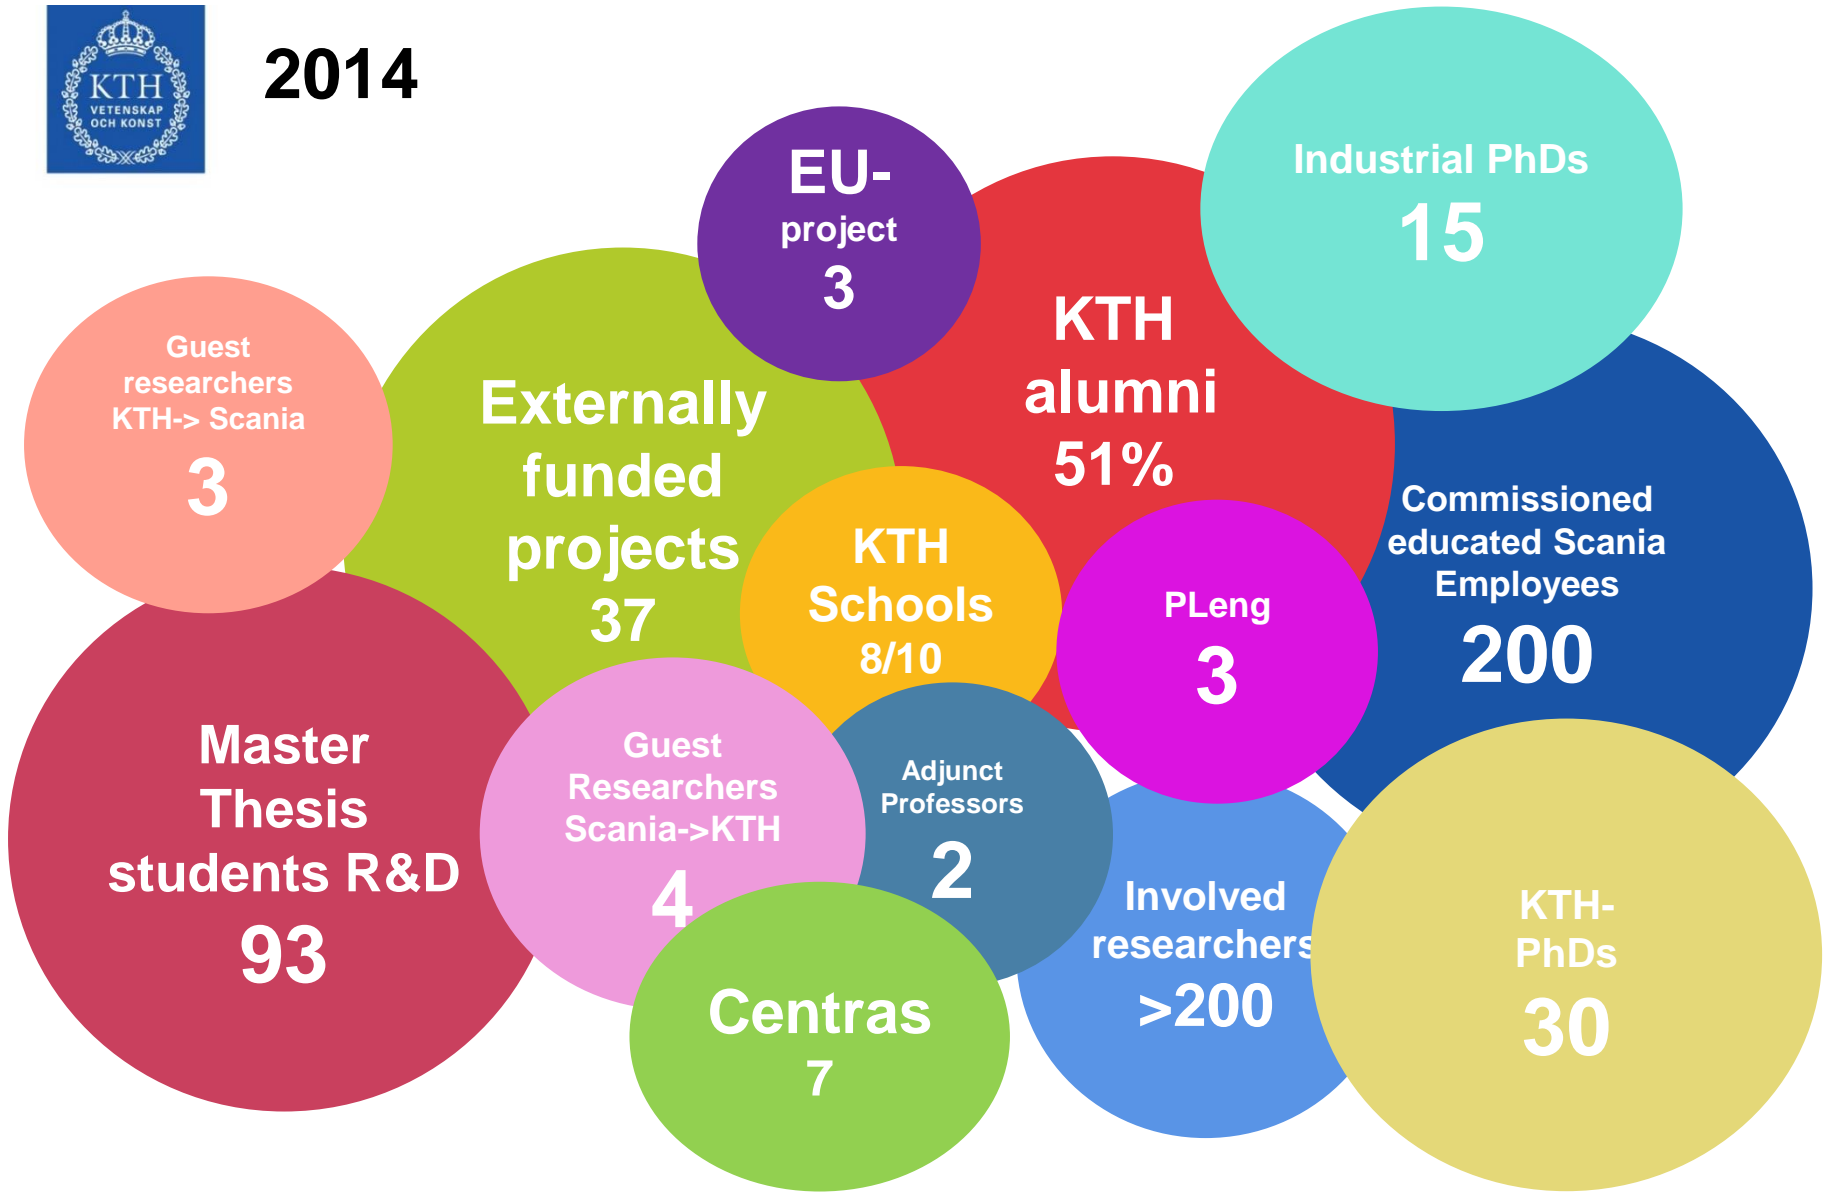 KTH
VETENSKAP
OCH KONST
2014
EU-
project
3
Industrial PhDs
15
KTH
alumni
51%
Guest
researchers
KTH-> Scania
3
Externally
funded
projects
37
KTH
Schools
8/10
PLeng
3
Commissioned
educated Scania
Employees
200
Master
Thesis
students R&D
93
Guest
Researchers
Scania->KTH
4
Adjunct
Professors
2
Involved
researchers
>200
KTH-
PhDs
30
Centras
7